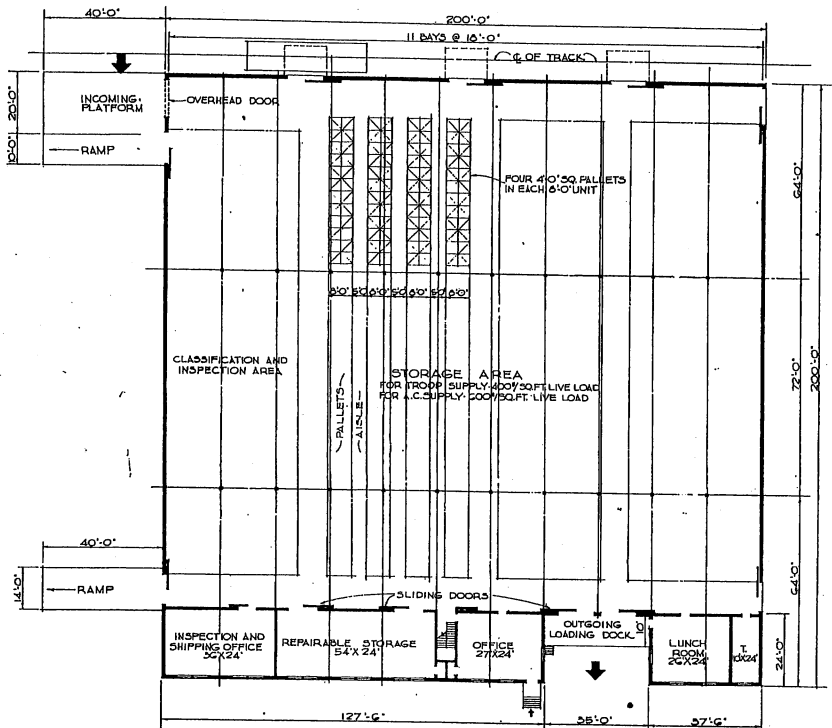 40'-0"
200'-0"
11 BAYS @ 18'-0"
℄ OF TRACK
INCOMING
PLATFORM
OVERHEAD DOOR
20'-0"
10'-0"
RAMP
FOUR 4'-0" SQ. PALLETS
IN EACH 8'-0" UNIT
64'-0"
8'-0" 5'-0" 8'-0" 5'-0" 8'-0" 5'-0" 8'-0"
CLASSIFICATION AND
INSPECTION AREA
STORAGE AREA
FOR TROOP SUPPLY-400#/SQ.FT. LIVE LOAD
FOR A.C. SUPPLY- #/SQ.FT. LIVE LOAD
PALLETS
AISLE
72'-0"
200'-0"
40'-0"
14'-0"
RAMP
64'-0"
SLIDING DOORS
INSPECTION AND
SHIPPING OFFICE
36'X24'
REPAIRABLE STORAGE
54'X24'
OFFICE
27'X24'
OUTGOING
LOADING DOCK
10'
LUNCH
ROOM
26'X24'
T.
10'X24'
24'-0"
127'-6"
35'-0"
37'-6"